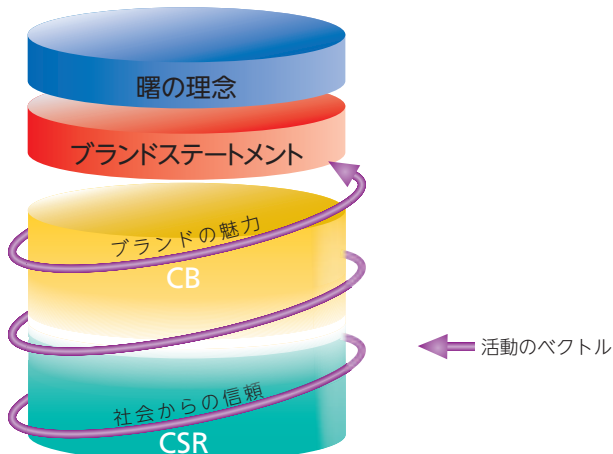 曙の理念
ブランドステートメント
ブランドの魅力
CB
活動のベクトル
社会からの信頼
CSR